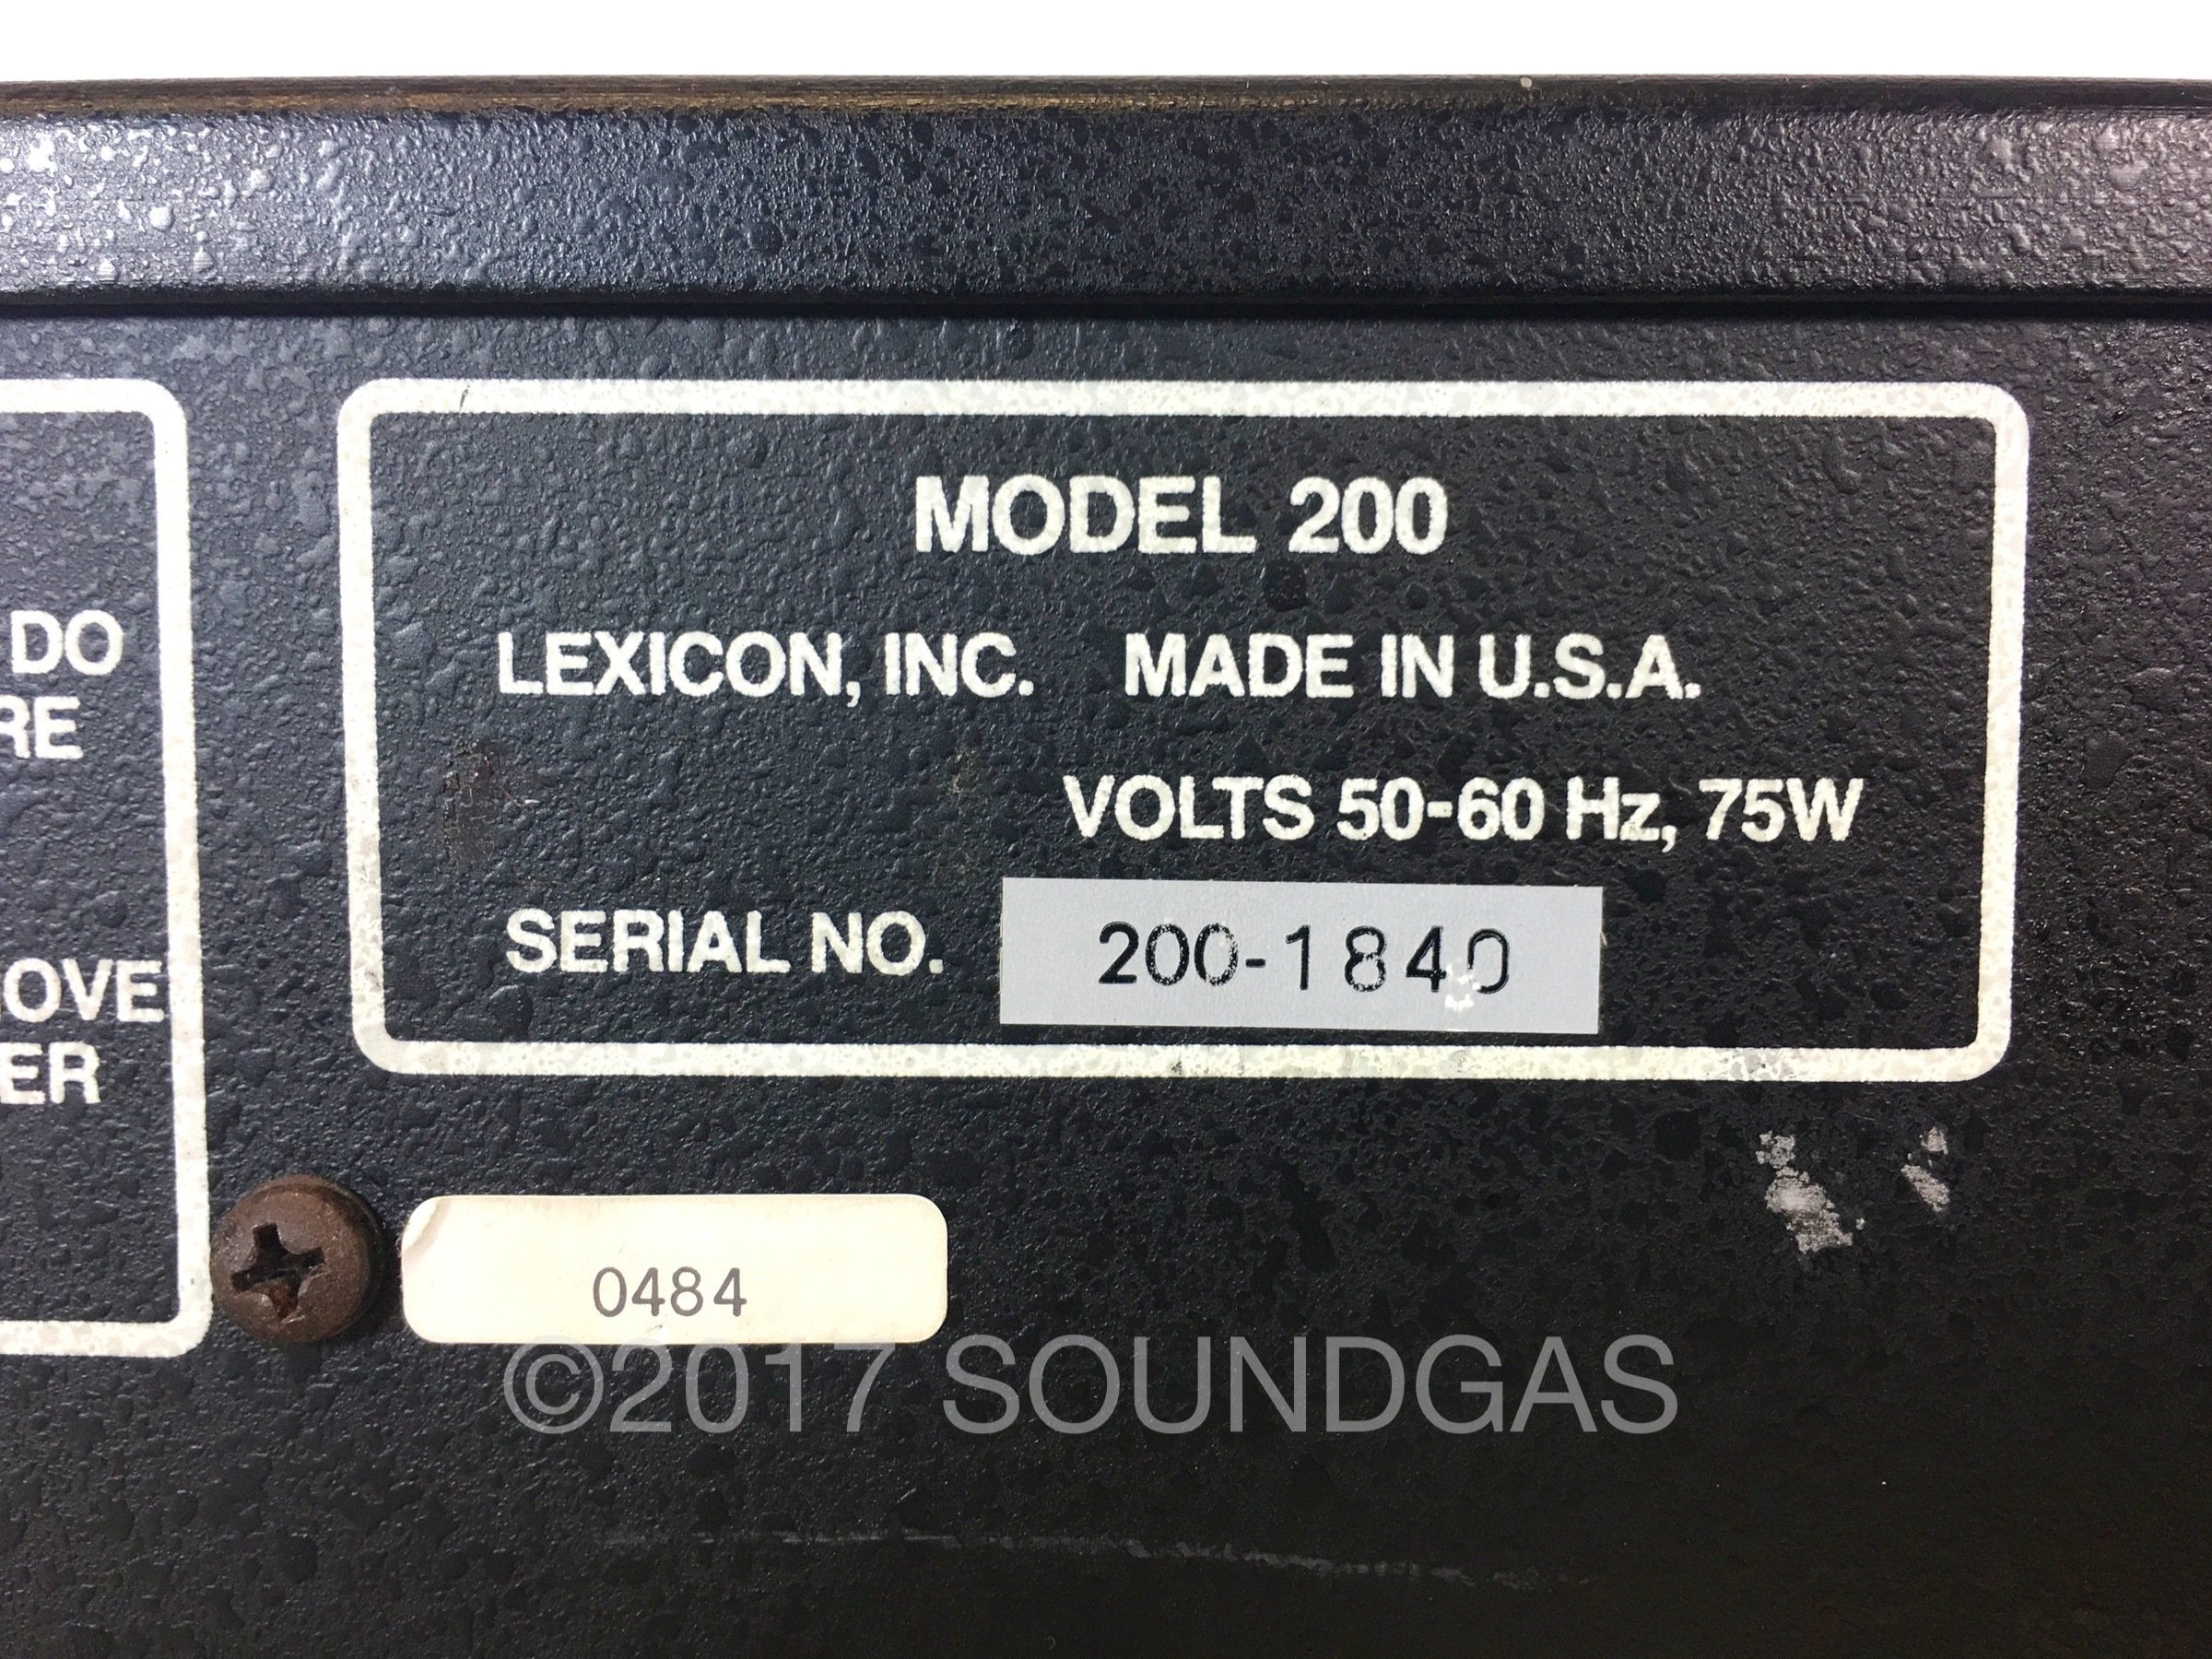 DO
RE
OVE
ER
MODEL 200
LEXICON, INC. MADE IN U.S.A.
VOLTS 50-60 Hz, 75W
SERIAL NO. 200-1840
0484
©2017 SOUNDGAS